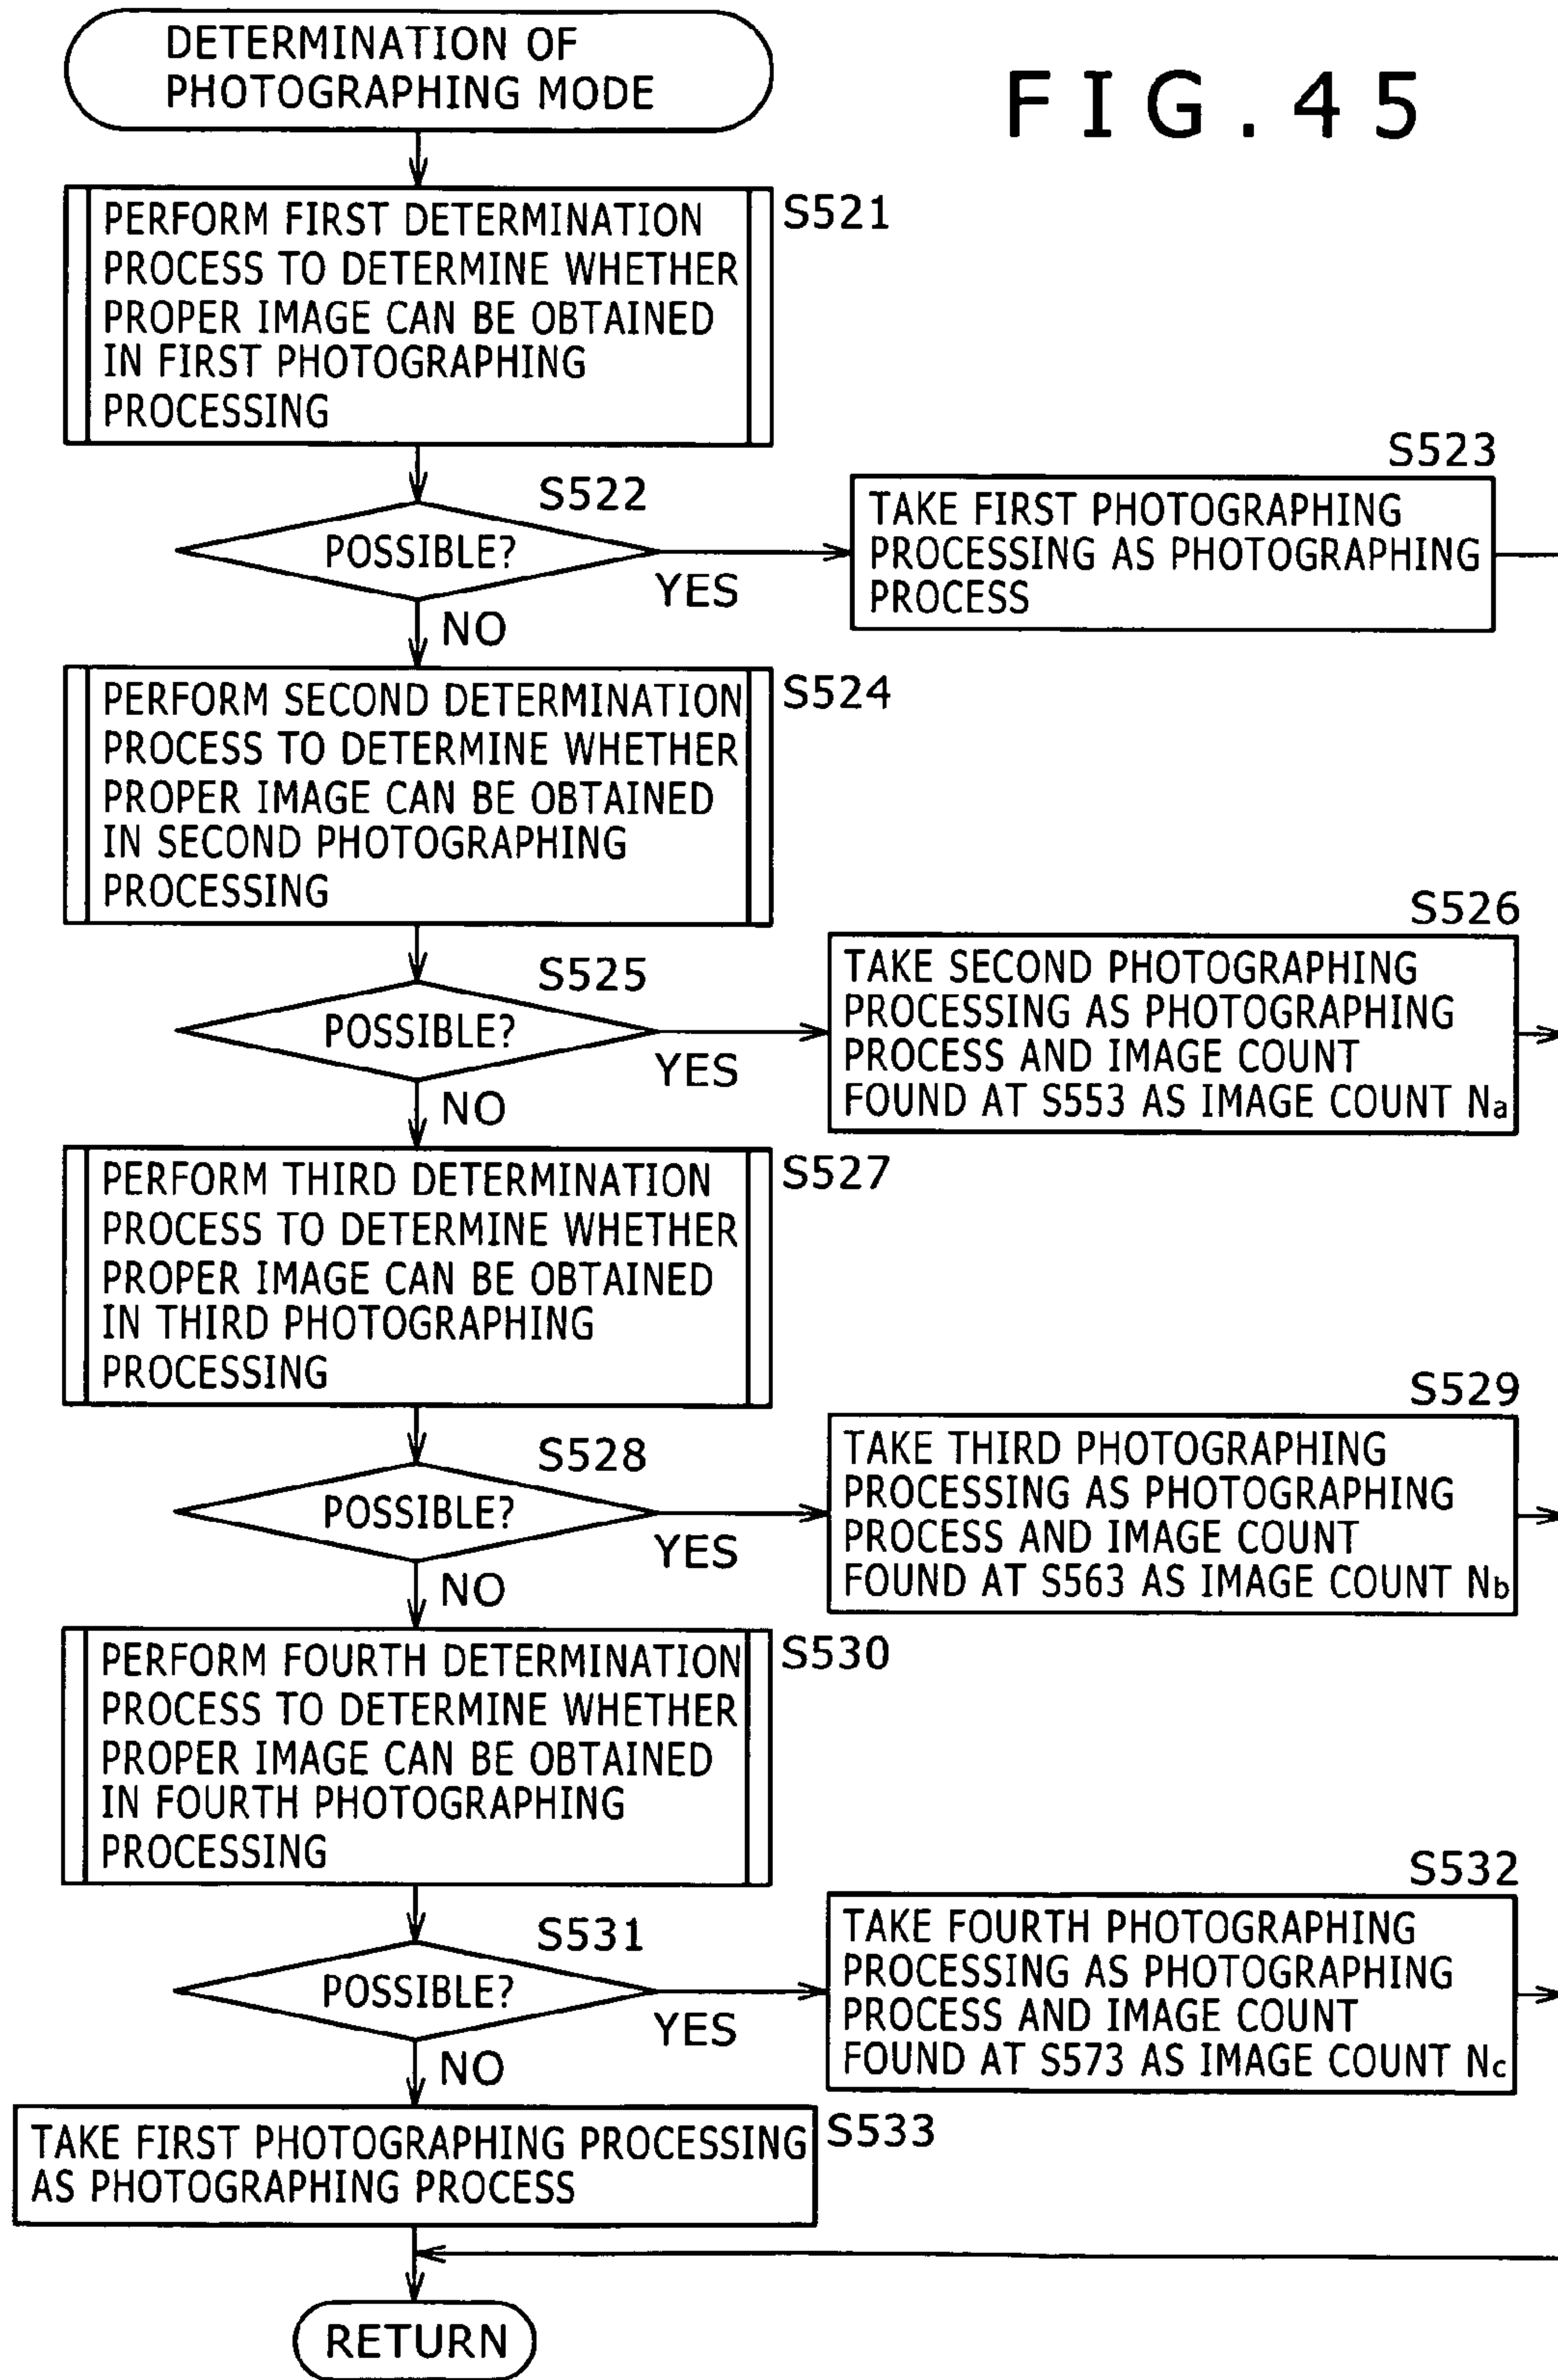 DETERMINATION OF
PHOTOGRAPHING MODE
FIG.45
PERFORM FIRST DETERMINATION
PROCESS TO DETERMINE WHETHER
PROPER IMAGE CAN BE OBTAINED
IN FIRST PHOTOGRAPHING
PROCESSING
S521
S522
POSSIBLE?
YES
NO
S523
TAKE FIRST PHOTOGRAPHING
PROCESSING AS PHOTOGRAPHING
PROCESS
PERFORM SECOND DETERMINATION
PROCESS TO DETERMINE WHETHER
PROPER IMAGE CAN BE OBTAINED
IN SECOND PHOTOGRAPHING
PROCESSING
S524
S525
POSSIBLE?
YES
NO
S526
TAKE SECOND PHOTOGRAPHING
PROCESSING AS PHOTOGRAPHING
PROCESS AND IMAGE COUNT
FOUND AT S553 AS IMAGE COUNT Na
PERFORM THIRD DETERMINATION
PROCESS TO DETERMINE WHETHER
PROPER IMAGE CAN BE OBTAINED
IN THIRD PHOTOGRAPHING
PROCESSING
S527
S528
POSSIBLE?
YES
NO
S529
TAKE THIRD PHOTOGRAPHING
PROCESSING AS PHOTOGRAPHING
PROCESS AND IMAGE COUNT
FOUND AT S563 AS IMAGE COUNT Nb
PERFORM FOURTH DETERMINATION
PROCESS TO DETERMINE WHETHER
PROPER IMAGE CAN BE OBTAINED
IN FOURTH PHOTOGRAPHING
PROCESSING
S530
S531
POSSIBLE?
YES
NO
S532
TAKE FOURTH PHOTOGRAPHING
PROCESSING AS PHOTOGRAPHING
PROCESS AND IMAGE COUNT
FOUND AT S573 AS IMAGE COUNT Nc
TAKE FIRST PHOTOGRAPHING PROCESSING
AS PHOTOGRAPHING PROCESS
S533
RETURN